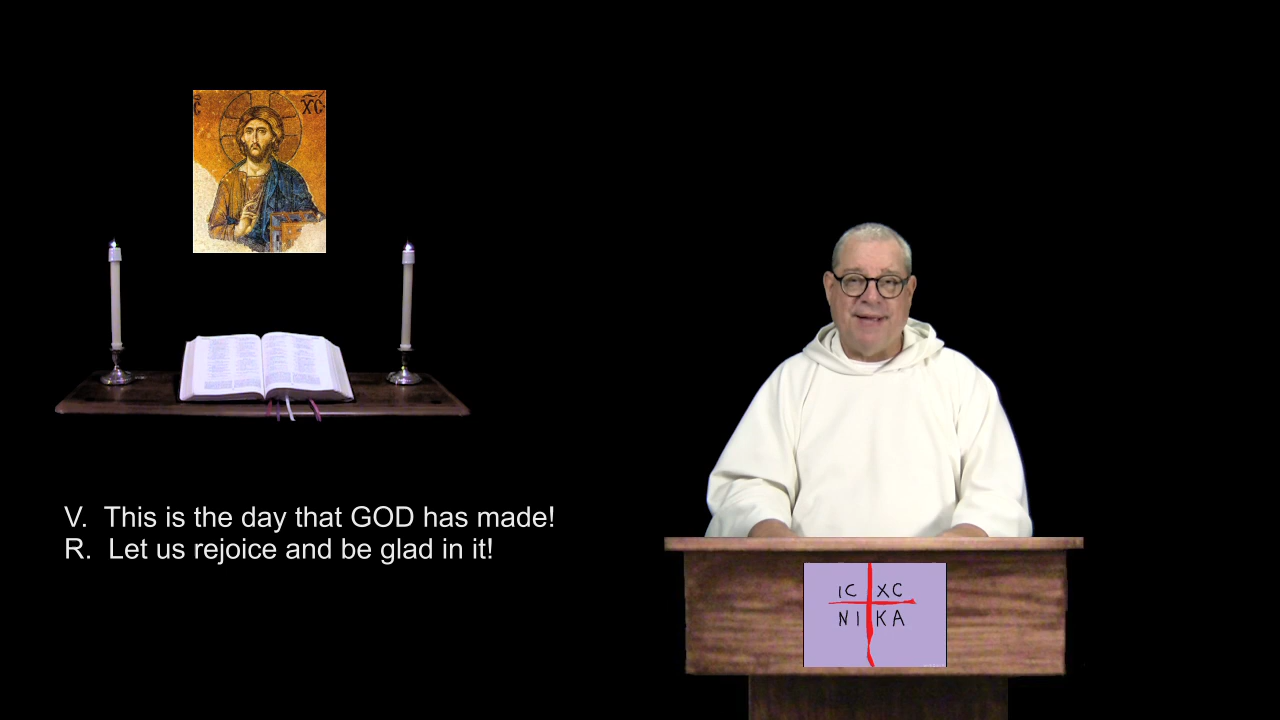 C XC
V. This is the day that GOD has made!
R. Let us rejoice and be glad in it!
IC XC
NI KA